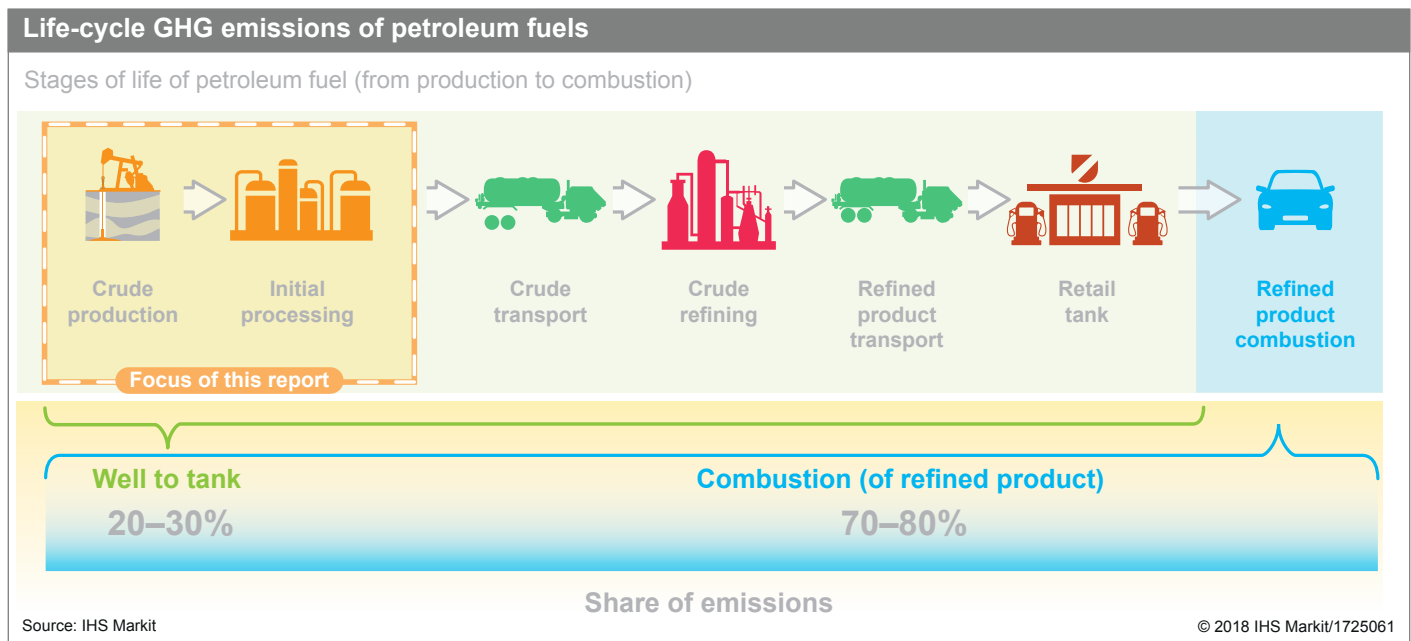 Life-cycle GHG emissions of petroleum fuels
Stages of life of petroleum fuel (from production to combustion)
Crude
production
Initial
processing
Crude
transport
Crude
refining
Refined
product
transport
Retail
tank
Refined
product
combustion
Focus of this report
Well to tank
20–30%
Combustion (of refined product)
70–80%
Share of emissions
Source: IHS Markit
© 2018 IHS Markit/1725061